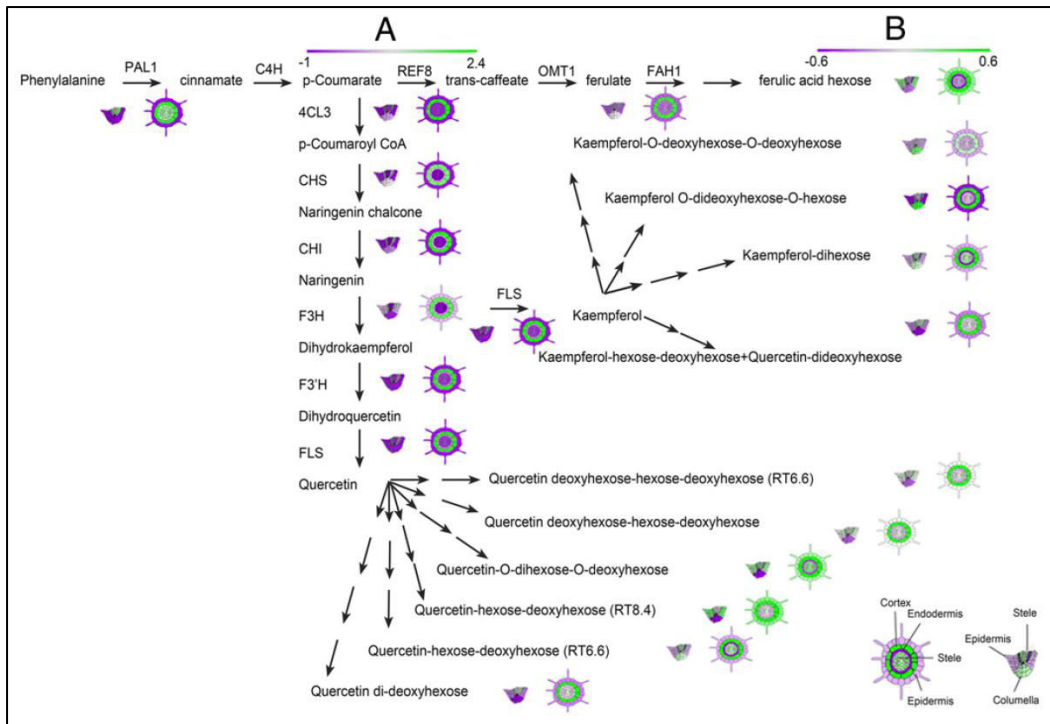 A
B
-1
2.4
-0.6
0.6
Phenylalanine
PAL1
cinnamate
C4H
p-Coumarate
REF8
trans-caffeate
OMT1
ferulate
FAH1
ferulic acid hexose
4CL3
p-Coumaroyl CoA
Kaempferol-O-deoxyhexose-O-deoxyhexose
CHS
Kaempferol O-dideoxyhexose-O-hexose
Naringenin chalcone
CHI
Kaempferol-dihexose
Naringenin
FLS
F3H
Kaempferol
Dihydrokaempferol
Kaempferol-hexose-deoxyhexose+Quercetin-dideoxyhexose
F3'H
Dihydroquercetin
FLS
Quercetin
Quercetin deoxyhexose-hexose-deoxyhexose (RT6.6)
Quercetin deoxyhexose-hexose-deoxyhexose
Quercetin-O-dihexose-O-deoxyhexose
Quercetin-hexose-deoxyhexose (RT8.4)
Quercetin-hexose-deoxyhexose (RT6.6)
Quercetin di-deoxyhexose
Cortex
Endodermis
Stele
Epidermis
Stele
Epidermis
Columella